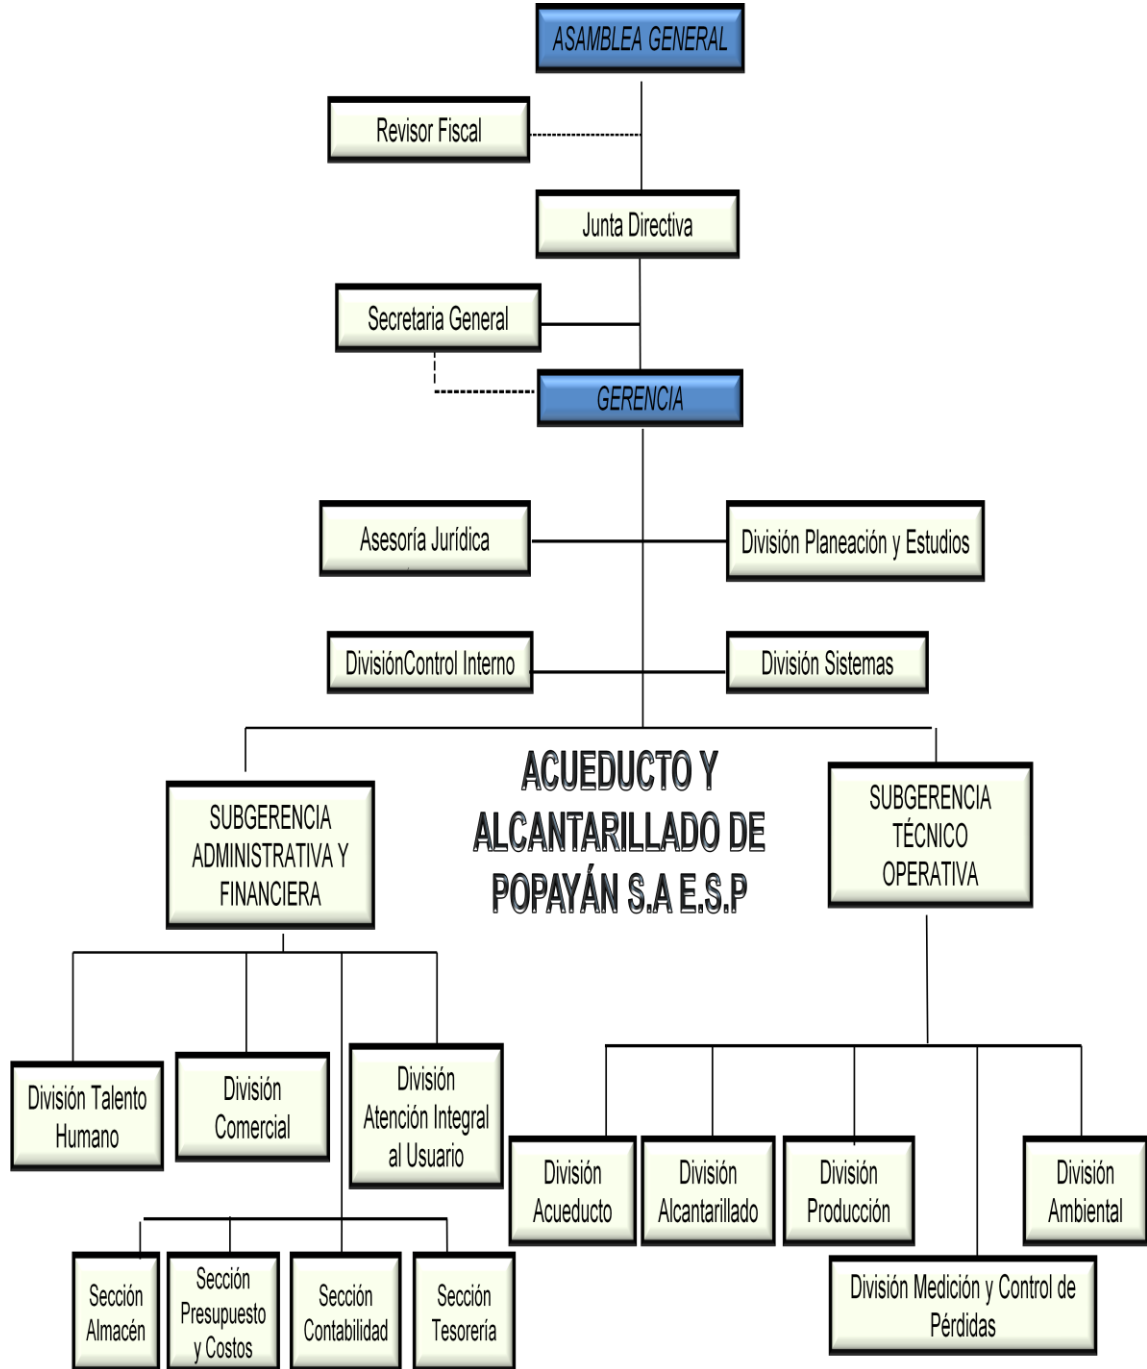 ASAMBLEA GENERAL
Revisor Fiscal
Junta Directiva
Secretaria General
GERENCIA
Asesoría Jurídica
División Planeación y Estudios
DivisiónControl Interno
División Sistemas
ACUEDUCTO Y
ALCANTARILLADO DE
POPAYÁN S.A E.S.P
SUBGERENCIA
ADMINISTRATIVA Y
FINANCIERA
SUBGERENCIA
TÉCNICO
OPERATIVA
División Talento
Humano
División
Comercial
División
Atención Integral
al Usuario
Sección
Almacén
Sección
Presupuesto
y Costos
Sección
Contabilidad
Sección
Tesorería
División
Acueducto
División
Alcantarillado
División
Producción
División
Ambiental
División Medición y Control de
Pérdidas